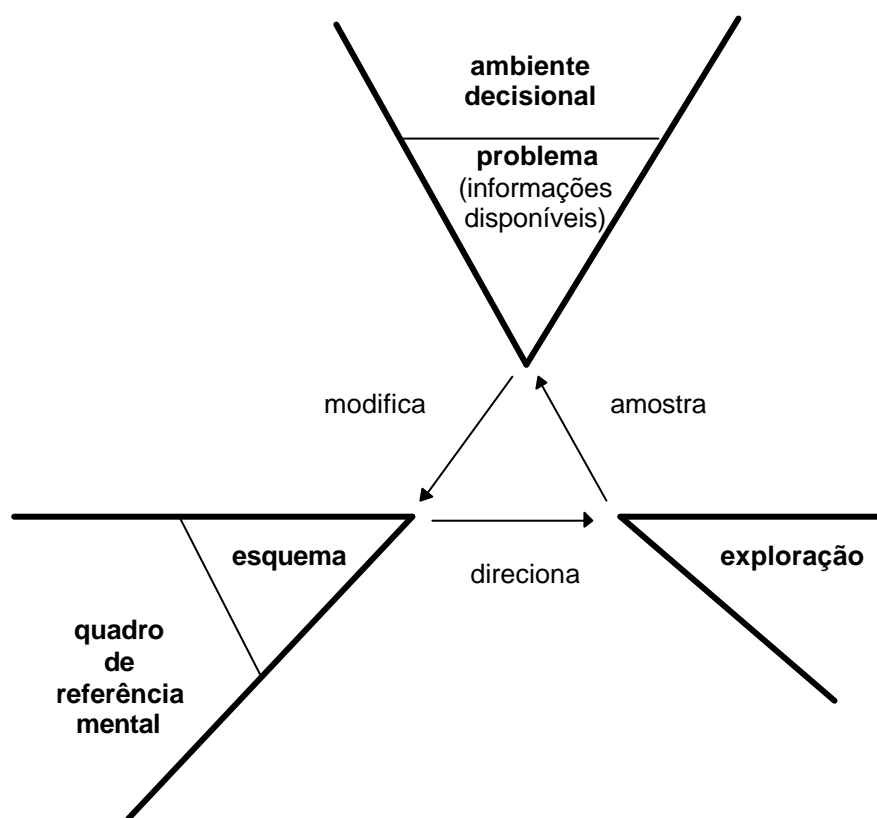 ambiente
decisional
problema
(informações
disponíveis)
modifica
amostra
esquema
direciona
exploração
quadro
de
referência
mental